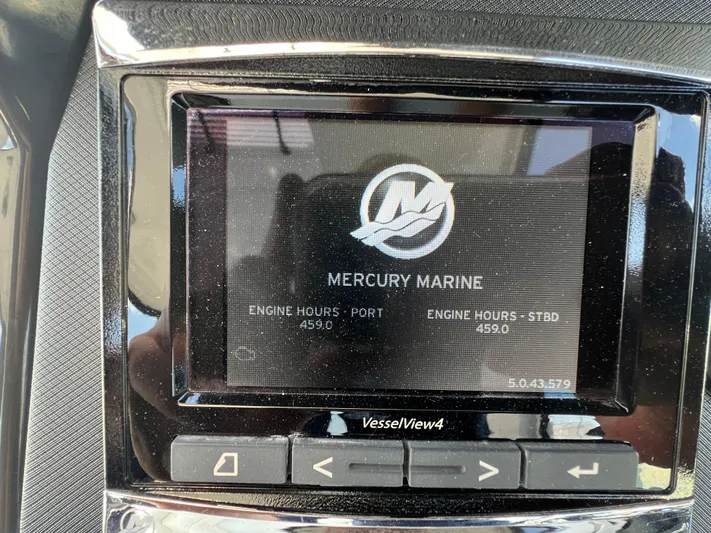 MERCURY MARINE
ENGINE HOURS - PORT
459.0
ENGINE HOURS - STBD
459.0
5.0.43.579
VesselView4